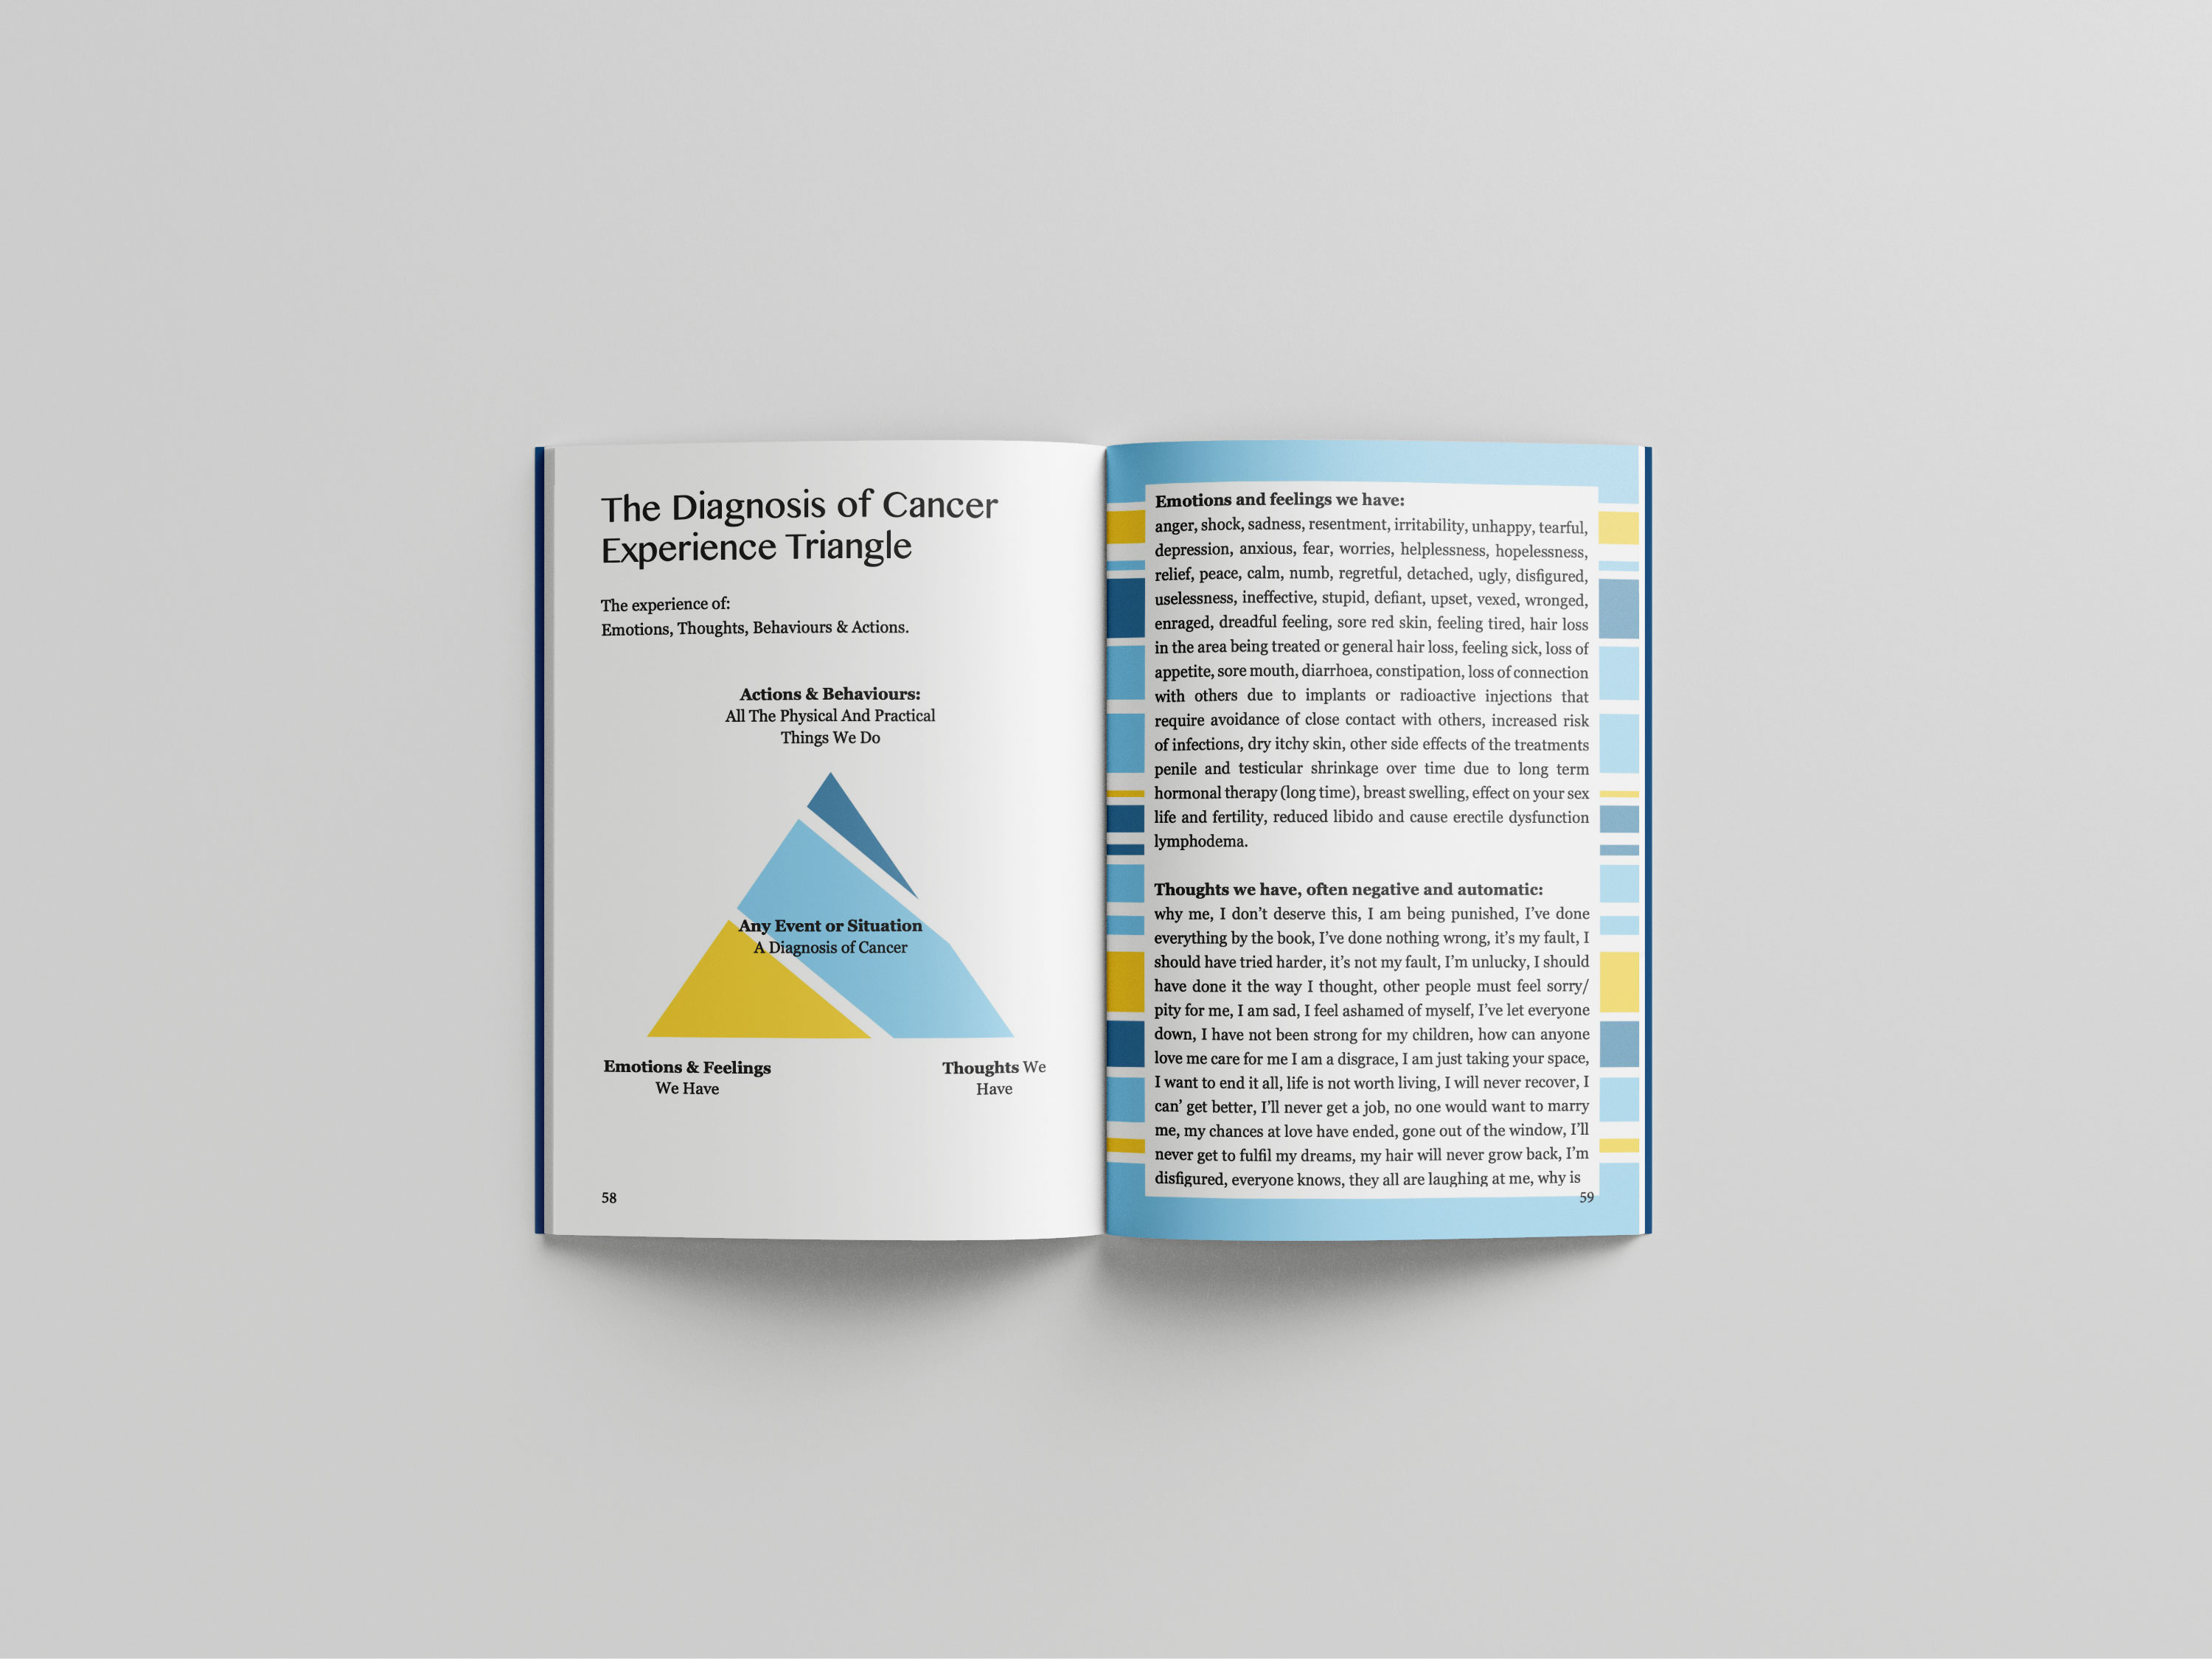 The Diagnosis of Cancer
Experience Triangle
The experience of:
Emotions, Thoughts, Behaviours & Actions.
Actions & Behaviours:
All The Physical And Practical
Things We Do
Any Event or Situation
A Diagnosis of Cancer
Emotions & Feelings
We Have
Thoughts We
Have
58
Emotions and feelings we have:
anger, shock, sadness, resentment, irritability, unhappy, tearful,
depression, anxious, fear, worries, helplessness, hopelessness,
relief, peace, calm, numb, regretful, detached, ugly, disfigured,
uselessness, ineffective, stupid, defiant, upset, vexed, wronged,
enraged, dreadful feeling, sore red skin, feeling tired, hair loss
in the area being treated or general hair loss, feeling sick, loss of
appetite, sore mouth, diarrhoea, constipation, loss of connection
with others due to implants or radioactive injections that
require avoidance of close contact with others, increased risk
of infections, dry itchy skin, other side effects of the treatments
penile and testicular shrinkage over time due to long term
hormonal therapy (long time), breast swelling, effect on your sex
life and fertility, reduced libido and cause erectile dysfunction
lymphodema.
Thoughts we have, often negative and automatic:
why me, I don’t deserve this, I am being punished, I’ve done
everything by the book, I’ve done nothing wrong, it’s my fault, I
should have tried harder, it’s not my fault, I’m unlucky, I should
have done it the way I thought, other people must feel sorry/
pity for me, I am sad, I feel ashamed of myself, I’ve let everyone
down, I have not been strong for my children, how can anyone
love me care for me I am a disgrace, I am just taking your space,
I want to end it all, life is not worth living, I will never recover, I
can’ get better, I’ll never get a job, no one would want to marry
me, my chances at love have ended, gone out of the window, I’ll
never get to fulfil my dreams, my hair will never grow back, I’m
disfigured, everyone knows, they all are laughing at me, why is
59